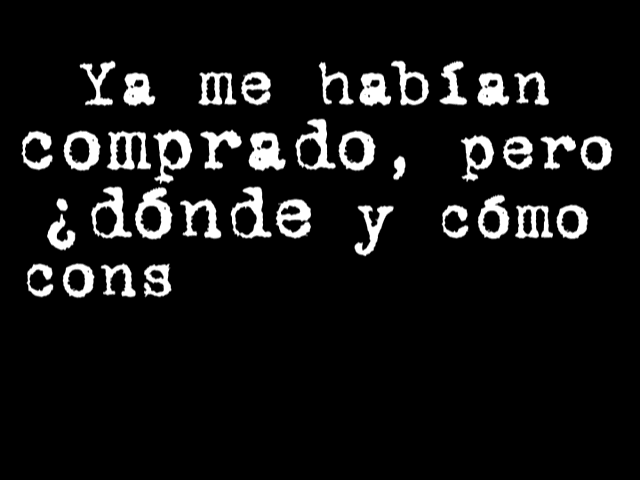 Ya me habían
comprado, pero
¿dónde y cómo
cons